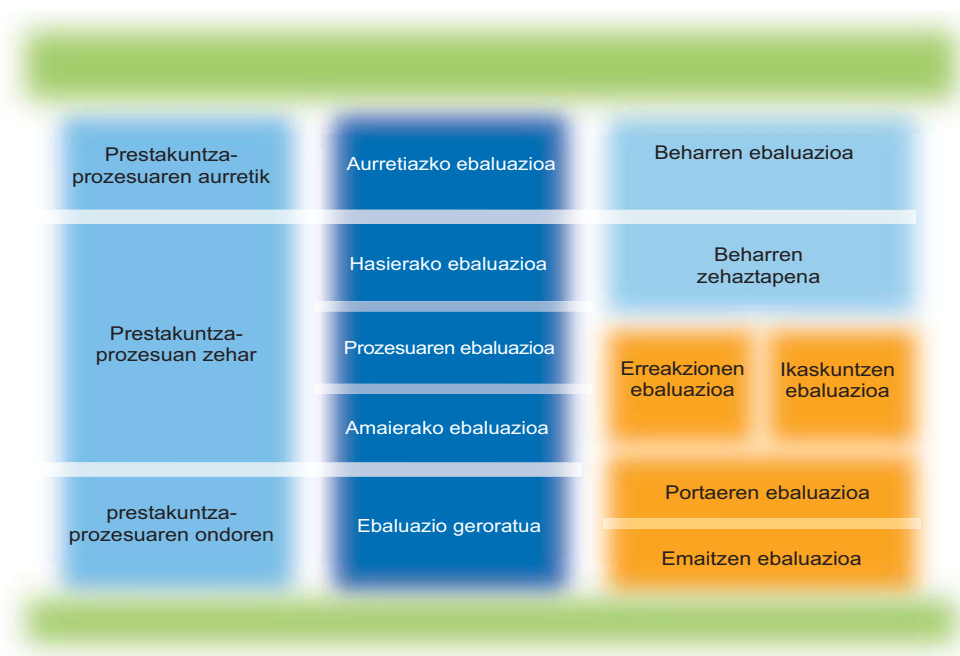 Prestakuntza-
prozesuaren aurretik
Aurretiazko ebaluazioa
Beharren ebaluazioa
Prestakuntza-
prozesuan zehar
Hasierako ebaluazioa
Beharren
zehaztapena
Prozesuaren ebaluazioa
Erreakzionen
ebaluazioa
Ikaskuntzen
ebaluazioa
Amaierako ebaluazioa
prestakuntza-
prozesuaren ondoren
Ebaluazio geroratua
Portaeren ebaluazioa
Emaitzen ebaluazioa